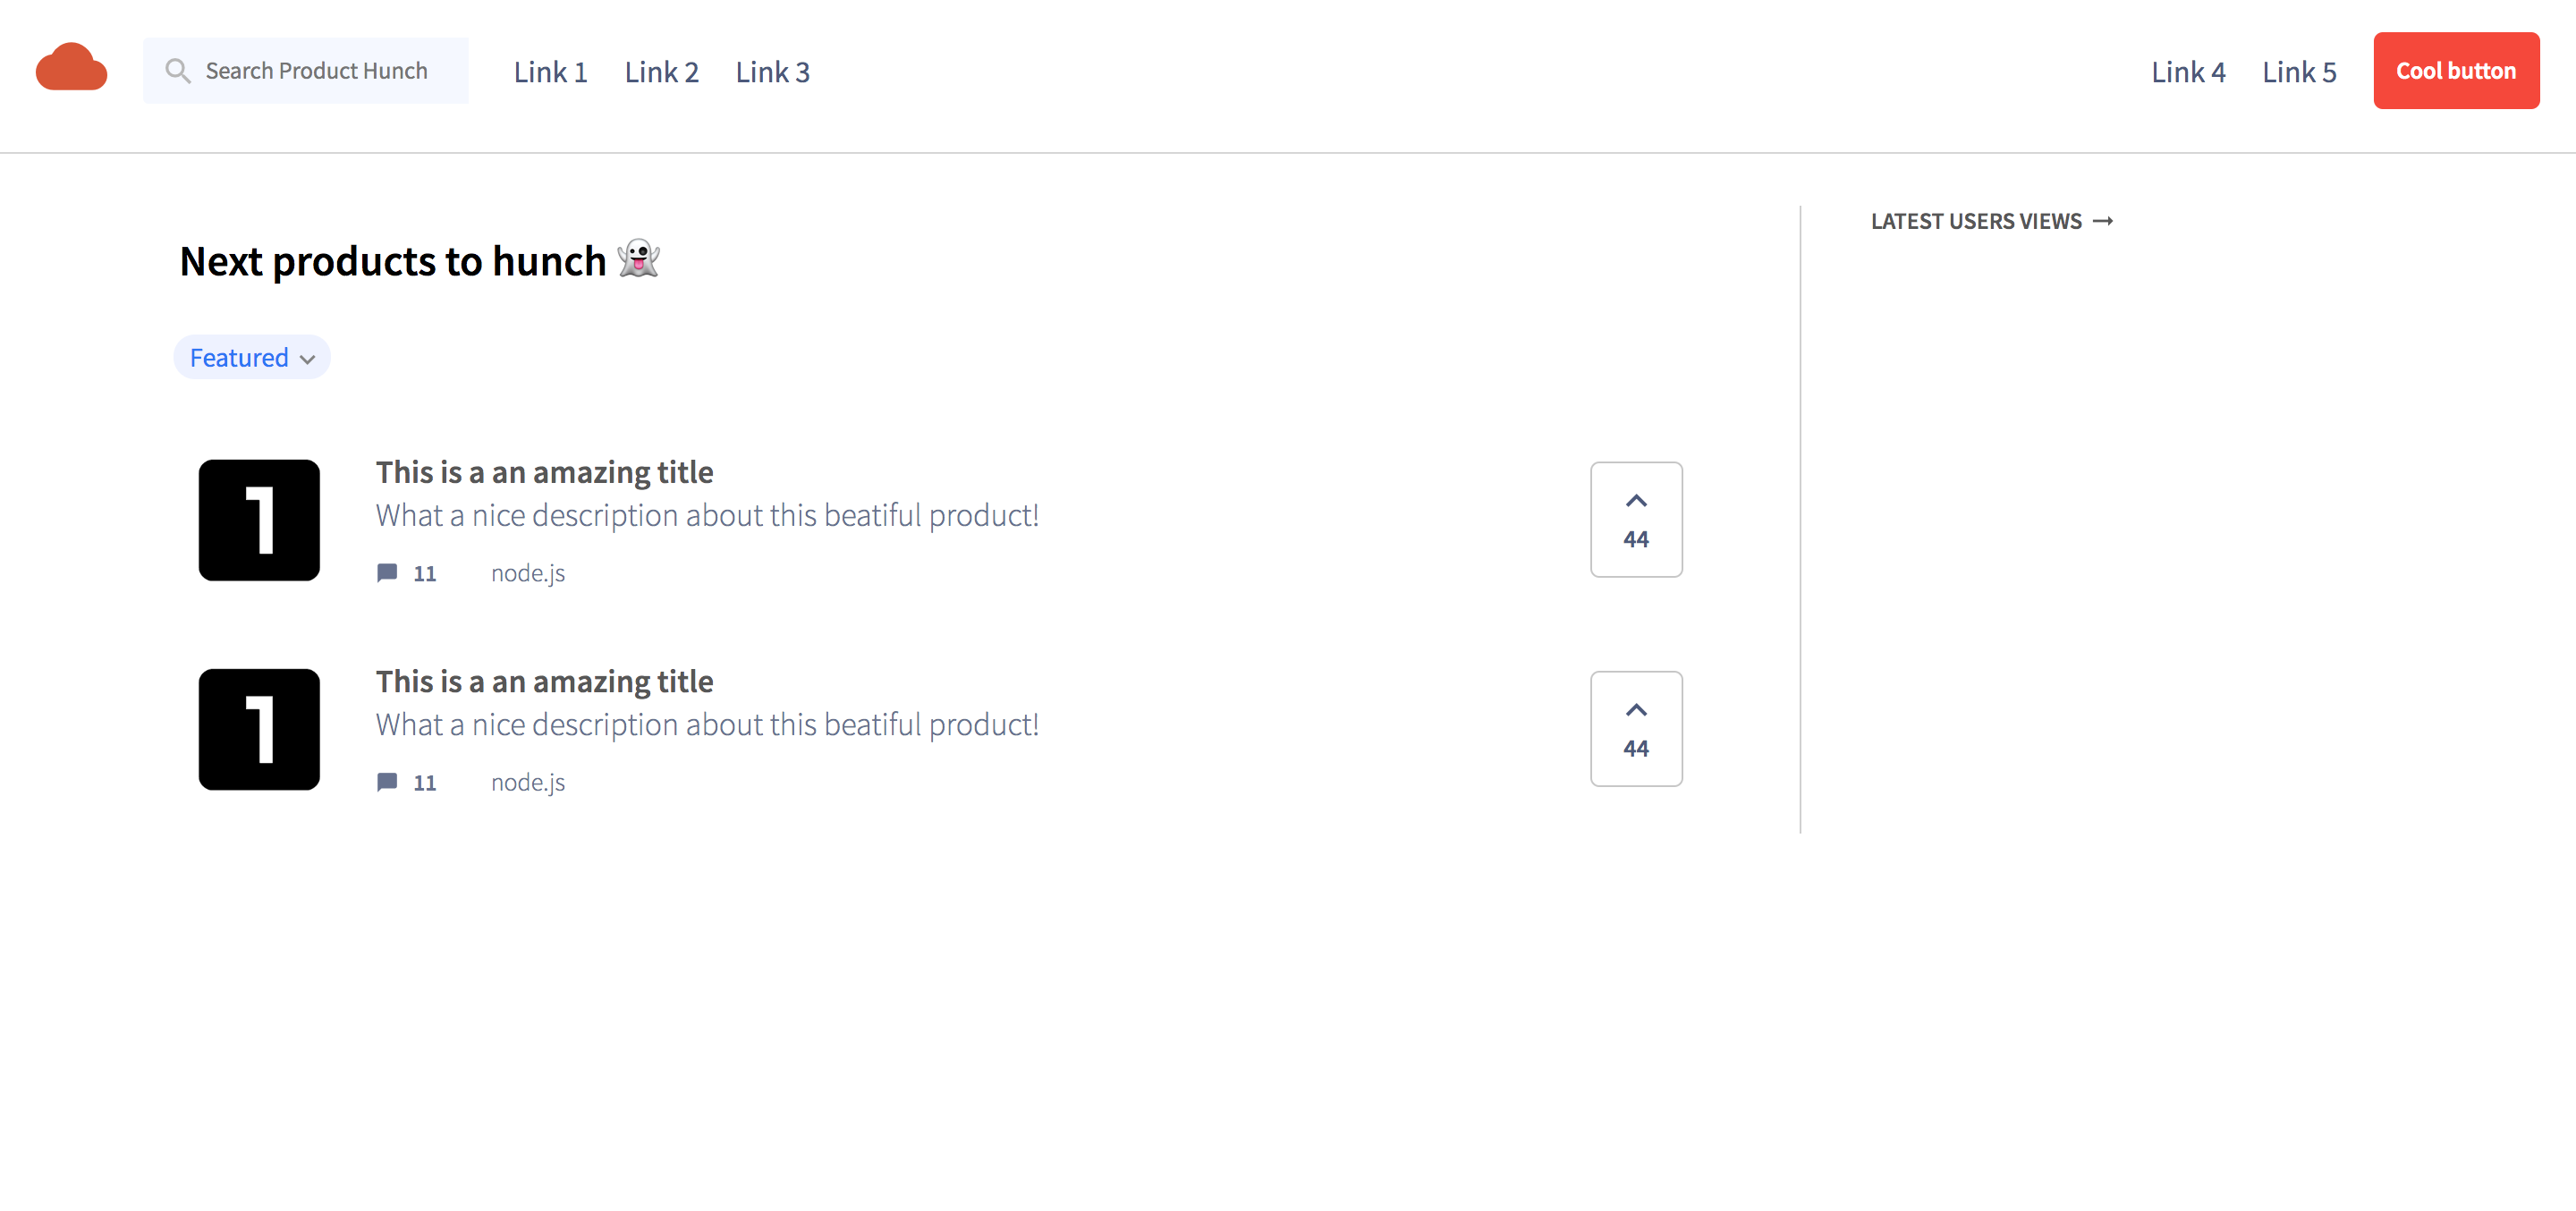 Search Product Hunch
Link 1
Link 2
Link 3
Link 4
Link 5
Cool button
Next products to hunch 👻
Featured
1
This is a an amazing title
What a nice description about this beatiful product!
11
node.js
44
1
This is a an amazing title
What a nice description about this beatiful product!
11
node.js
44
LATEST USERS VIEWS →